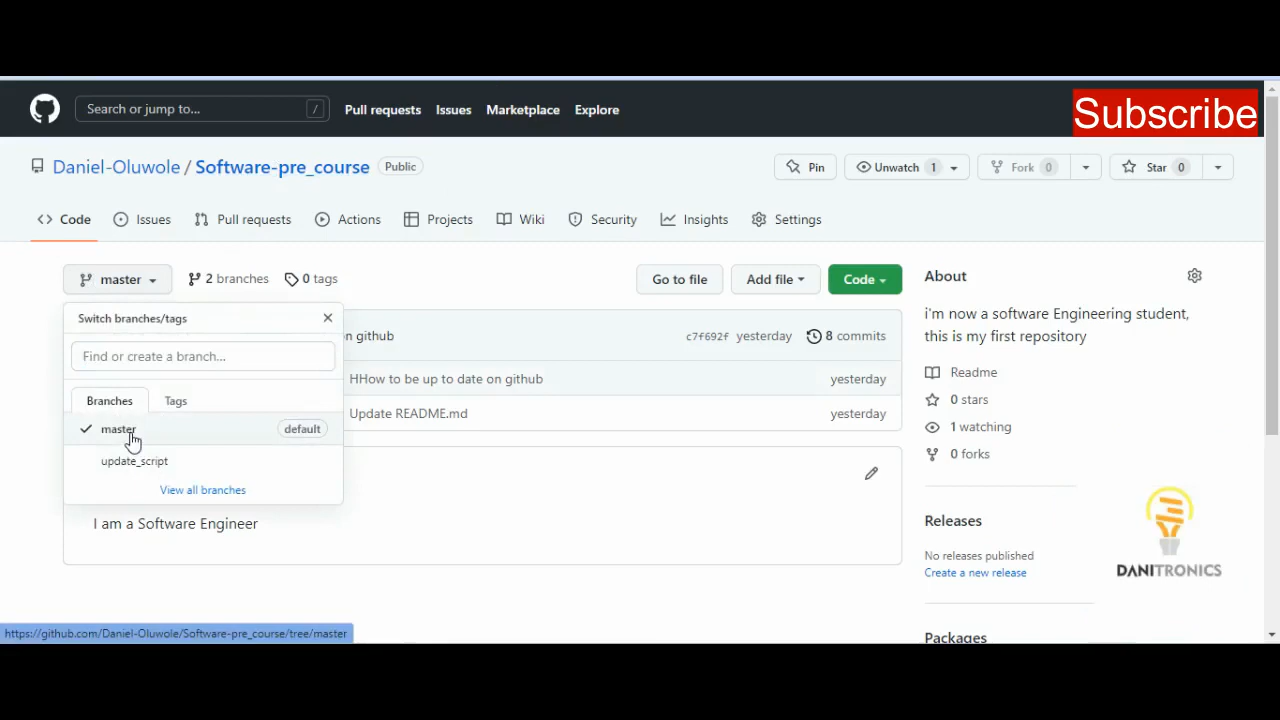 Search or jump to... /
Pull requests Issues Marketplace Explore
Subscribe
Daniel-Oluwole / Software-pre_course Public
Pin Unwatch 1 Fork 0 Star 0
Code Issues Pull requests Actions Projects Wiki Security Insights Settings
master 2 branches 0 tags Go to file Add file Code
Switch branches/tags
Find or create a branch...
Branches Tags
master default
update_script
View all branches
n github c7f692f yesterday 8 commits
HHow to be up to date on github yesterday
Update README.md yesterday
I am a Software Engineer
About
i'm now a software Engineering student,
this is my first repository
Readme
0 stars
1 watching
0 forks
Releases
No releases published
Create a new release
Packages
DANITRONICS
https://github.com/Daniel-Oluwole/Software-pre_course/tree/master